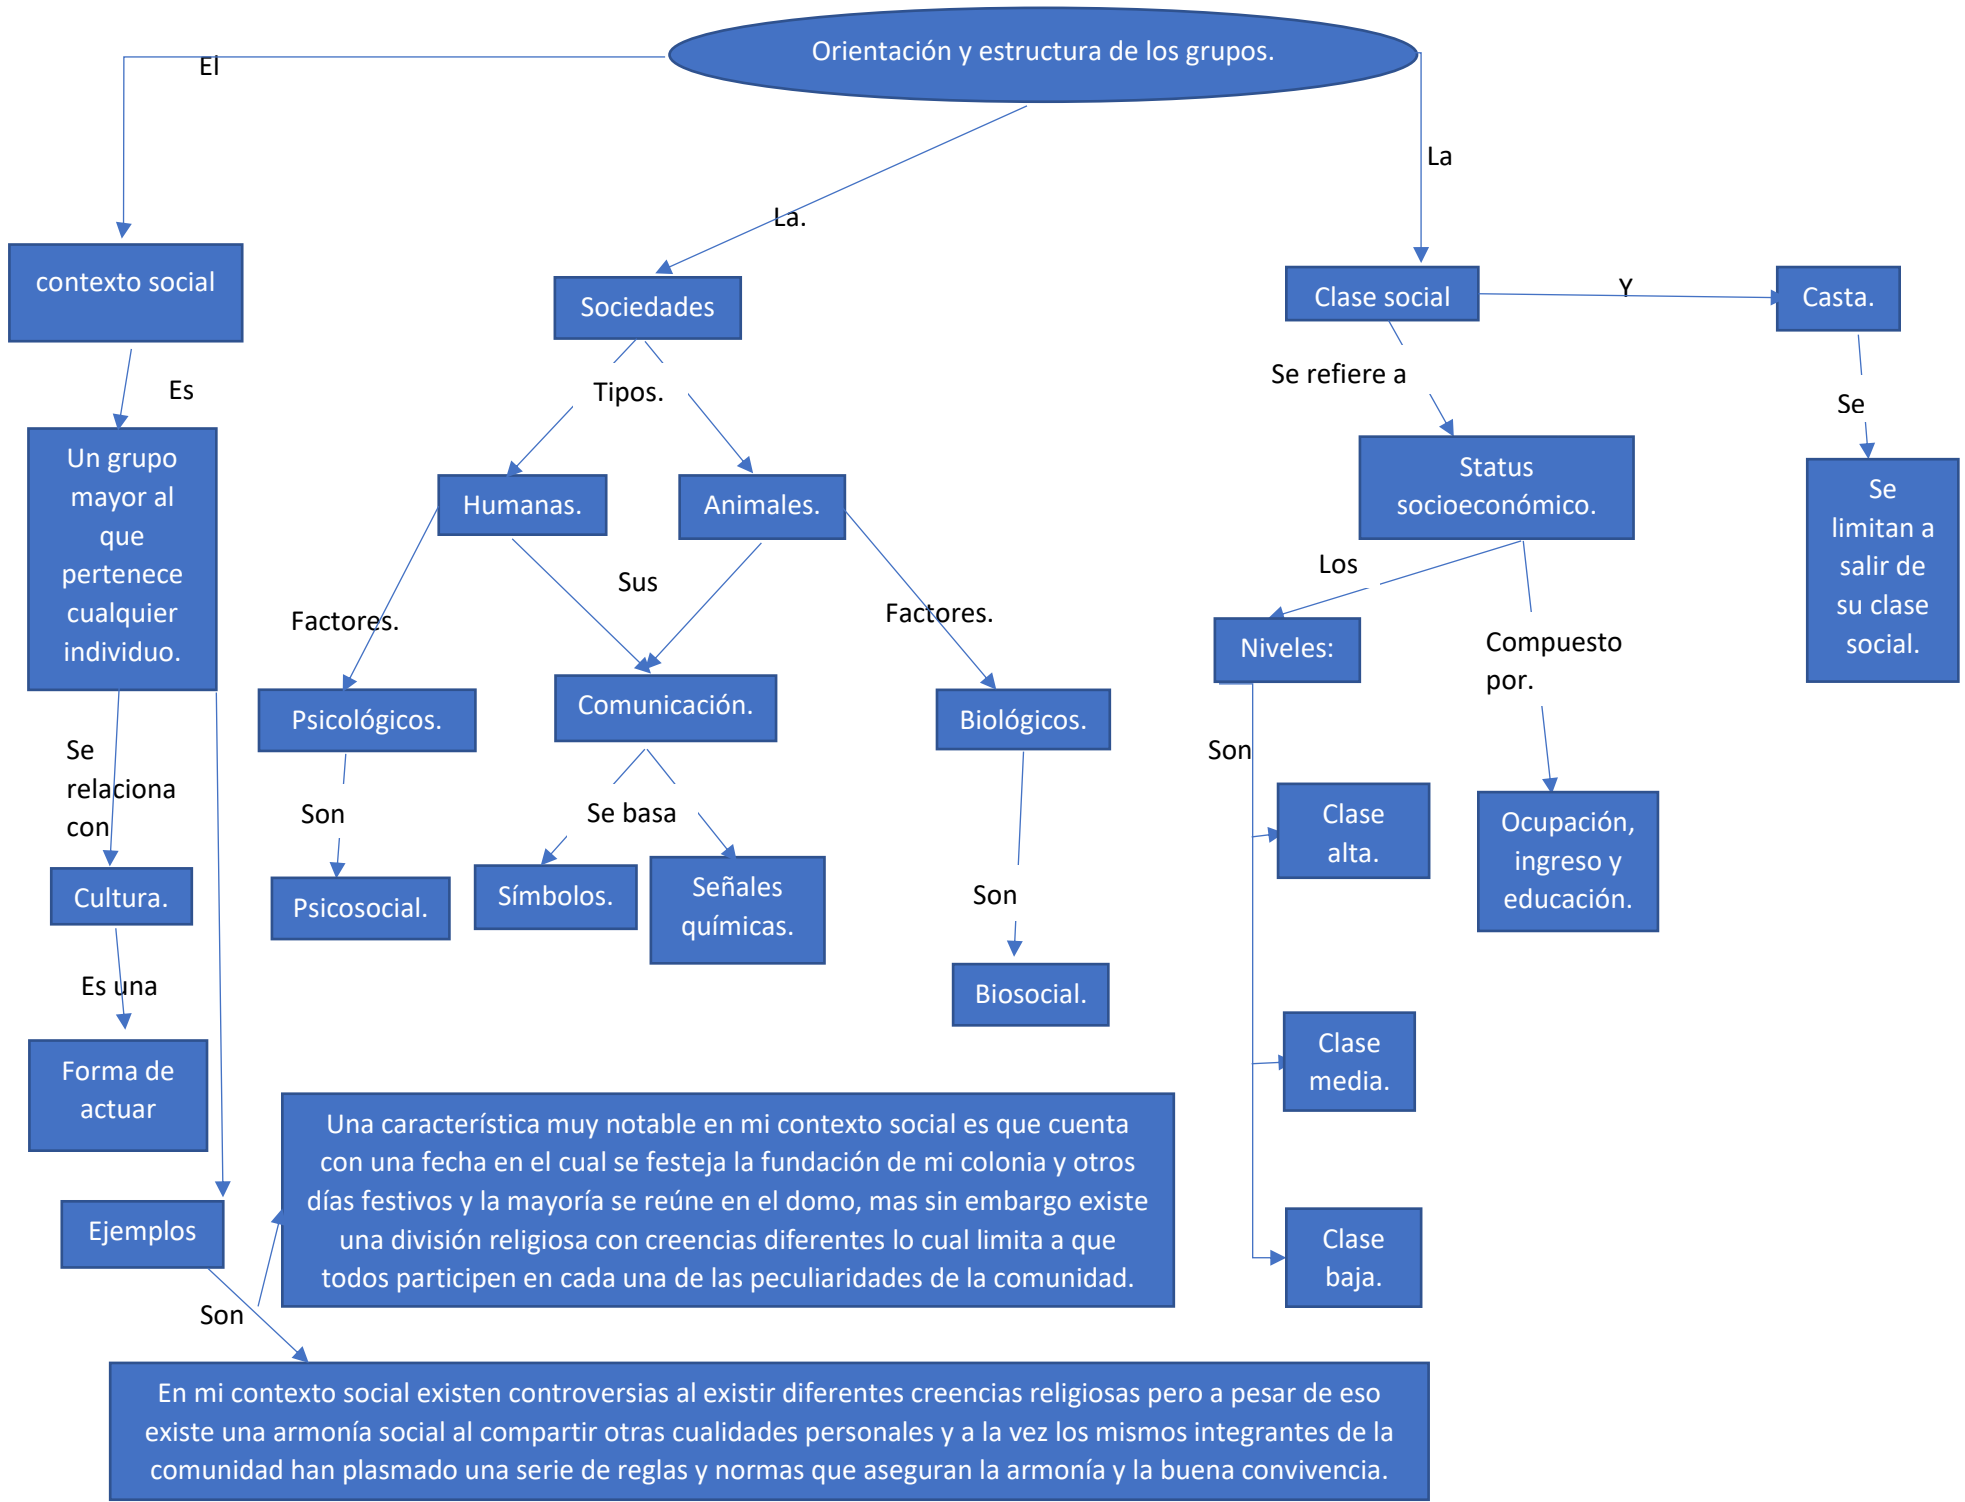 Orientación y estructura de los grupos.
El
La.
La
contexto social
Sociedades
Clase social
Y
Casta.
Es
Tipos.
Se refiere a
Se
Un grupo
mayor al
que
pertenece
cualquier
individuo.
Humanas.
Animales.
Status
socioeconómico.
Se
limitan a
salir de
su clase
social.
Factores.
Sus
Factores.
Los
Compuesto
por.
Niveles:
Psicológicos.
Comunicación.
Biológicos.
Se
relaciona
con
Son
Se basa
Son
Son
Clase
alta.
Ocupación,
ingreso y
educación.
Cultura.
Psicosocial.
Símbolos.
Señales
químicas.
Biosocial.
Es una
Forma de
actuar
Clase
media.
Clase
baja.
Ejemplos
Son
Una característica muy notable en mi contexto social es que cuenta
con una fecha en el cual se festeja la fundación de mi colonia y otros
días festivos y la mayoría se reúne en el domo, mas sin embargo existe
una división religiosa con creencias diferentes lo cual limita a que
todos participen en cada una de las peculiaridades de la comunidad.
En mi contexto social existen controversias al existir diferentes creencias religiosas pero a pesar de eso
existe una armonía social al compartir otras cualidades personales y a la vez los mismos integrantes de la
comunidad han plasmado una serie de reglas y normas que aseguran la armonía y la buena convivencia.